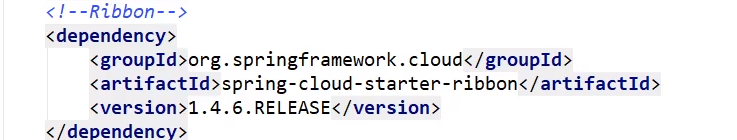 <!--Ribbon-->
<dependency>
<groupId>org.springframework.cloud</groupId>
<artifactId>spring-cloud-starter-ribbon</artifactId>
<version>1.4.6.RELEASE</version>
</dependency>